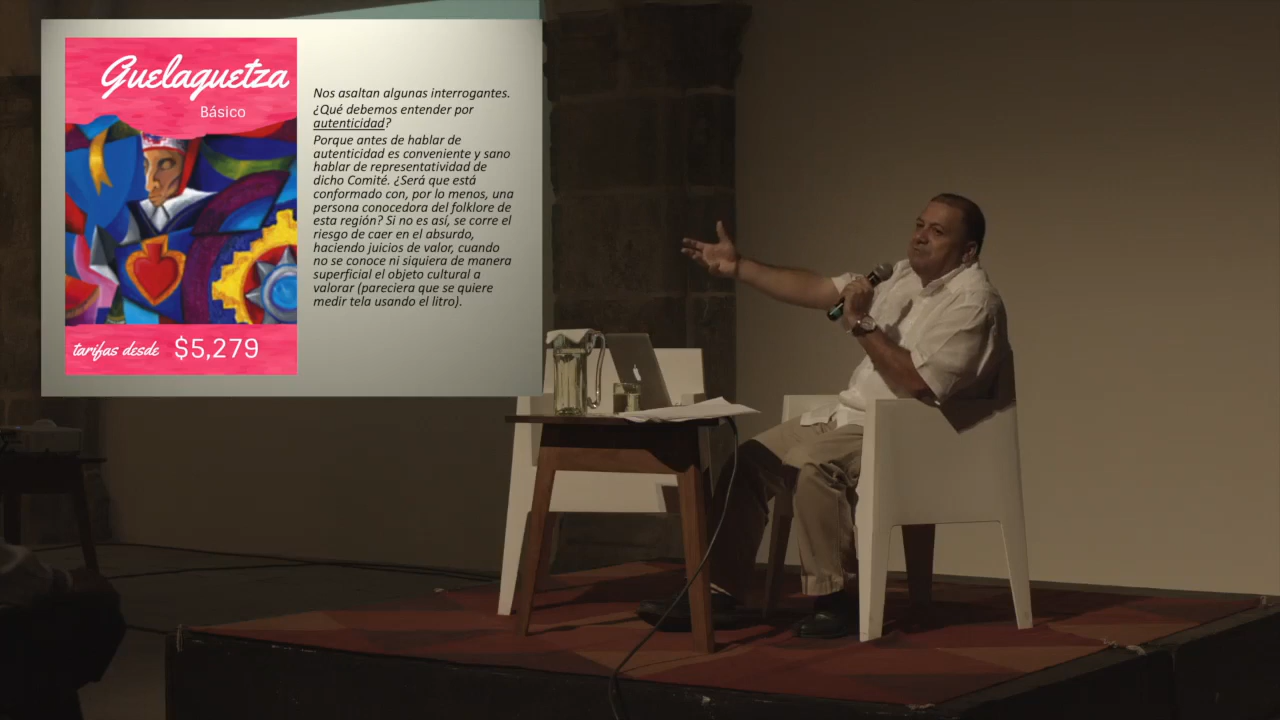 Guelaguetza
Básico
tarifas desde $5,279
Nos asaltan algunas interrogantes.
¿Qué debemos entender por
autenticidad?
Porque antes de hablar de
autenticidad es conveniente y sano
hablar de representatividad de
dicho Comité. ¿Será que está
conformado con, por lo menos, una
persona conocedora del folklore de
esta región? Si no es así, se corre el
riesgo de caer en el absurdo,
haciendo juicios de valor, cuando
no se conoce ni siquiera de manera
superficial el objeto cultural a
valorar (pareciera que se quiere
medir tela usando el litro).